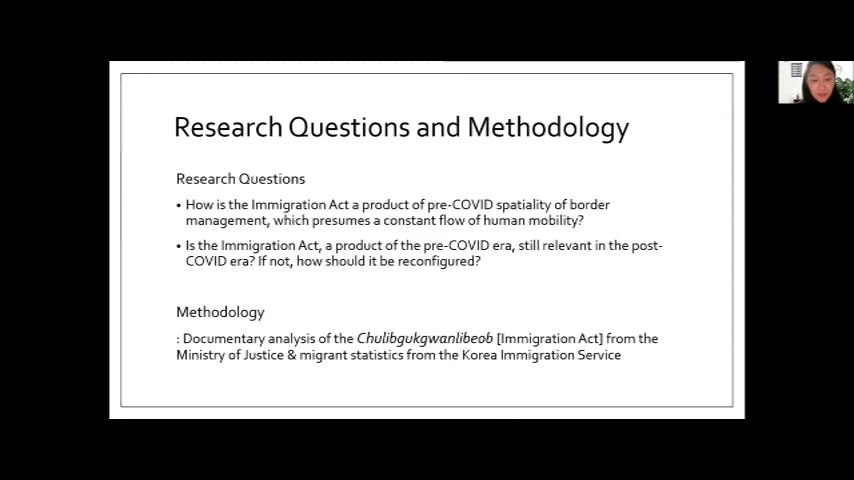 Research Questions and Methodology
Research Questions
• How is the Immigration Act a product of pre-COVID spatiality of border
management, which presumes a constant flow of human mobility?
• Is the Immigration Act, a product of the pre-COVID era, still relevant in the post-
COVID era? If not, how should it be reconfigured?
Methodology
: Documentary analysis of the Chulibgukgwanlibeob [Immigration Act] from the
Ministry of Justice & migrant statistics from the Korea Immigration Service